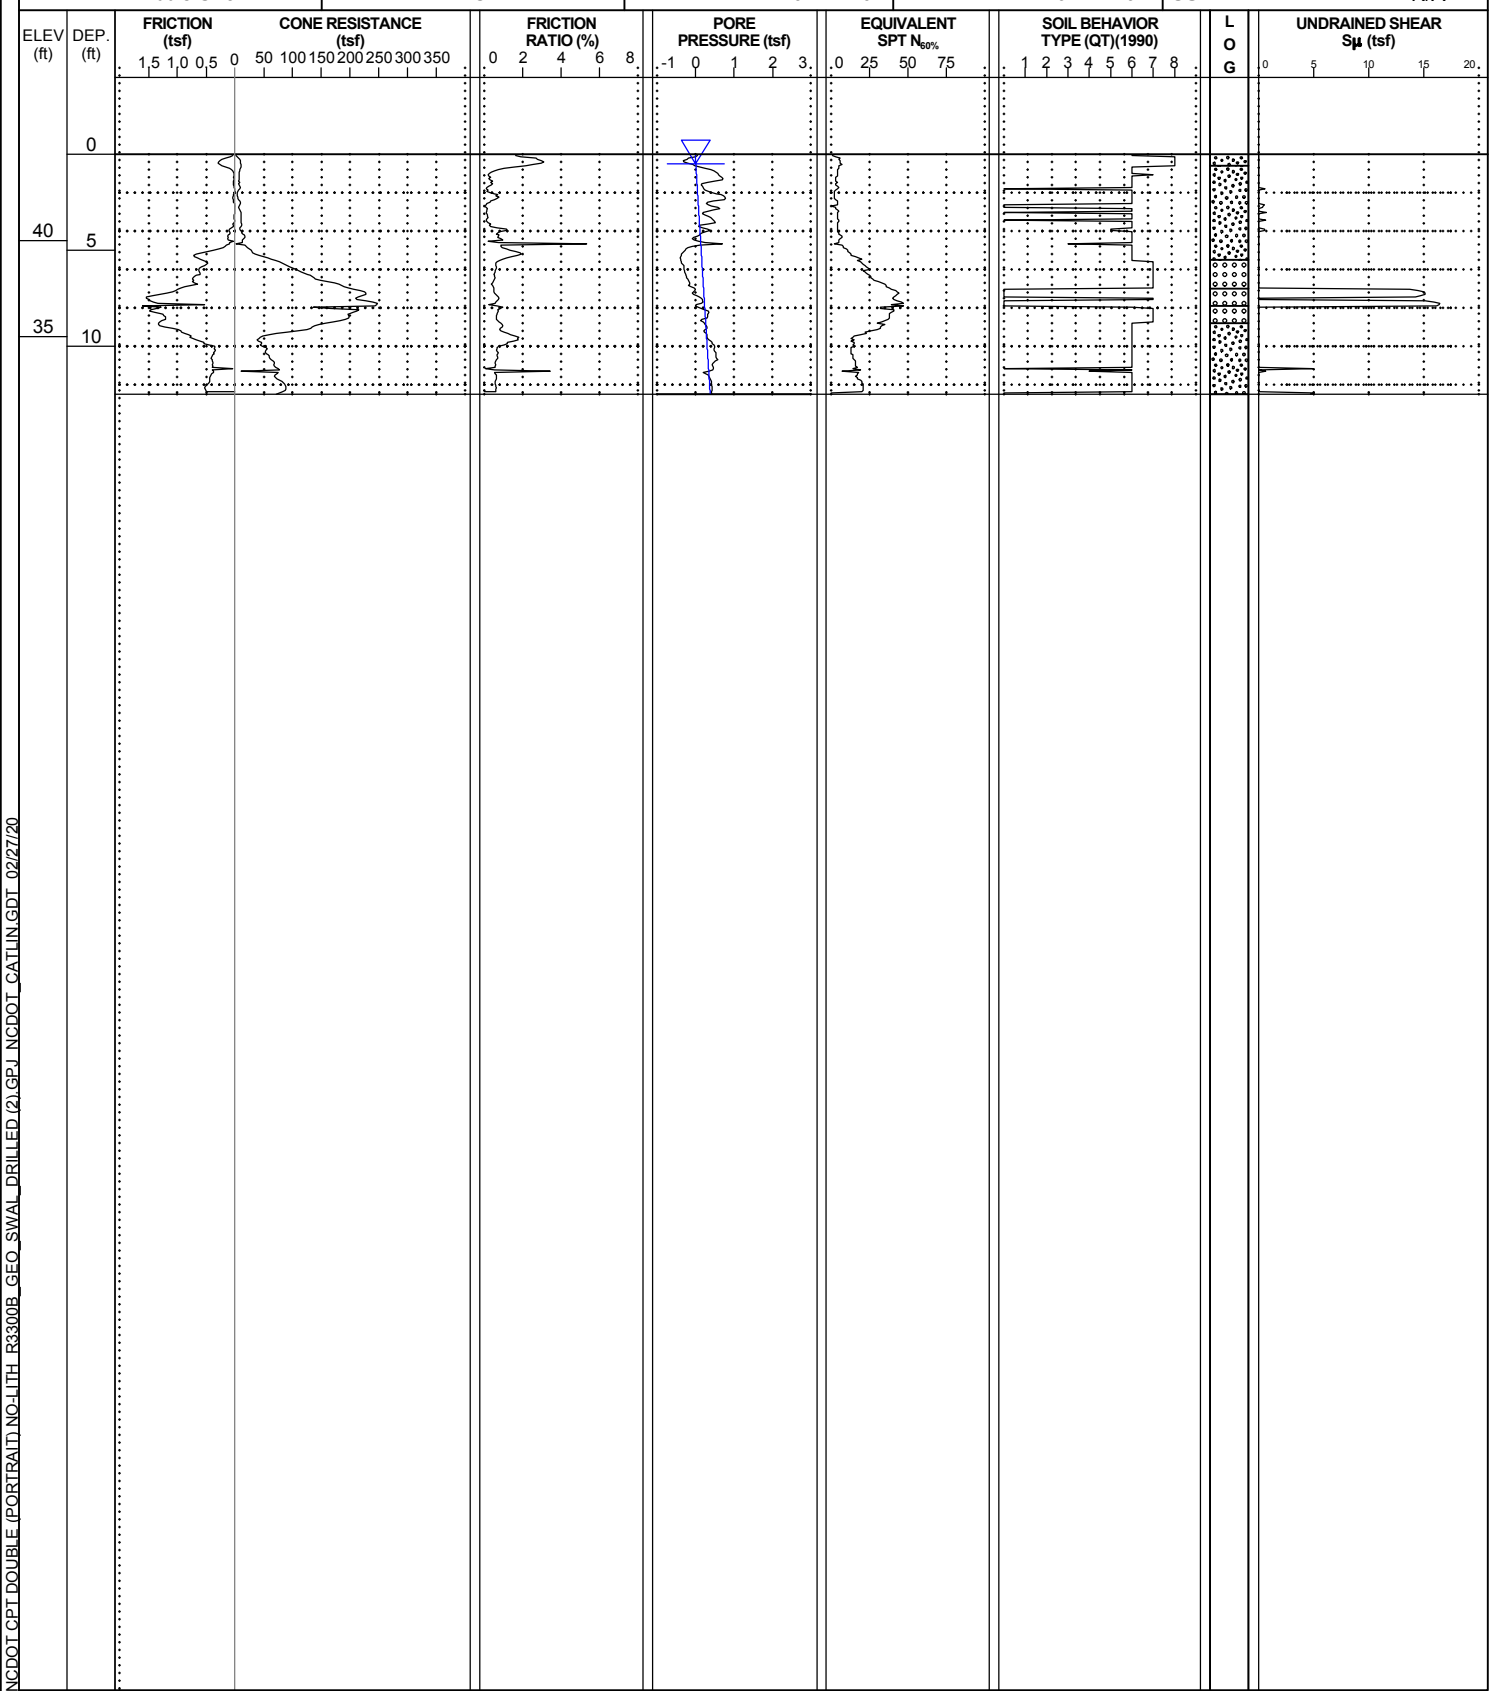 ELEV (ft)
DEP. (ft)
FRICTION (tsf)
CONE RESISTANCE (tsf)
1.5 1.0 0.5 0 50 100 150 200 250 300 350
FRICTION RATIO (%)
0 2 4 6 8
PORE PRESSURE (tsf)
-1 0 1 2 3
EQUIVALENT SPT N60%
0 25 50 75
SOIL BEHAVIOR TYPE (QT)(1990)
1 2 3 4 5 6 7 8
L
O
G
UNDRAINED SHEAR Sμ (tsf)
0 5 10 15 20
0
40
5
35
10
NCDOT CPT DOUBLE (PORTRAIT) NO-LITH R3300B_GEO_SWAL_DRILLED (2).GPJ NCDOT_CATLIN.GDT 02/27/20